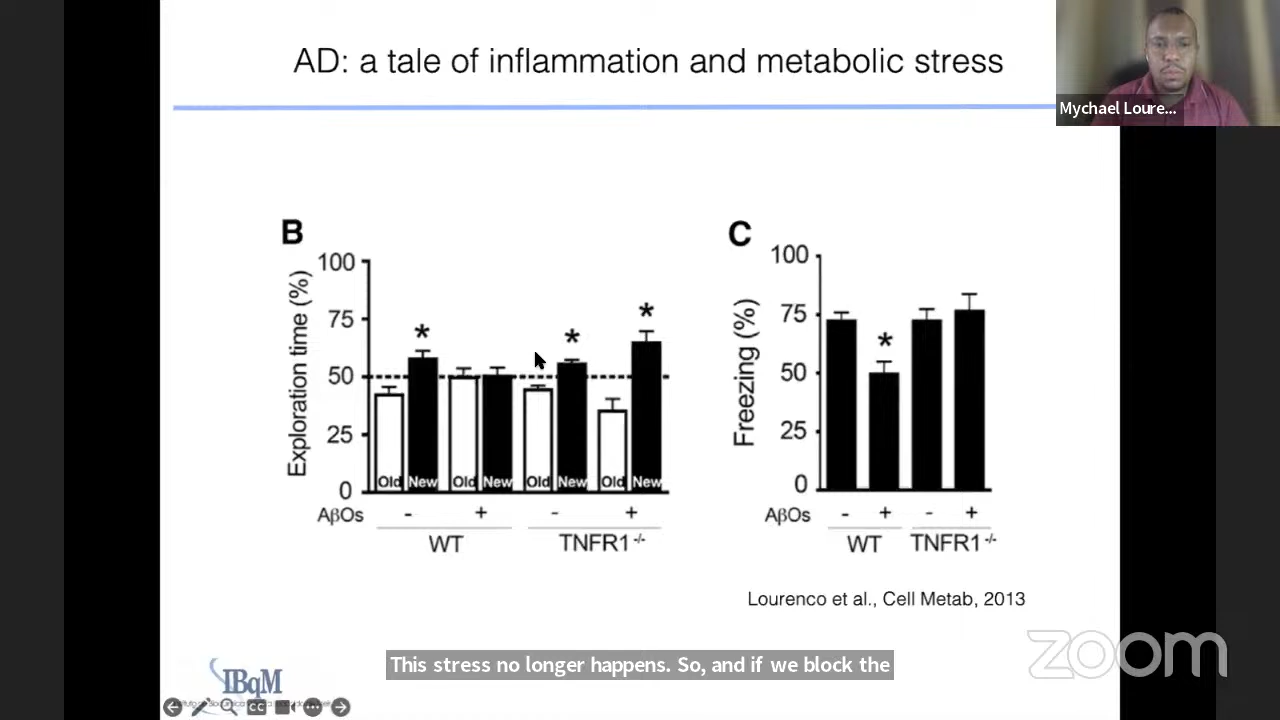 AD: a tale of inflammation and metabolic stress
Mychael Loure...
B
Exploration time (%)
100
75
50
25
0
*
*
*
Old New Old New Old New Old New
AβOs - + - +
WT TNFR1-/-
C
Freezing (%)
100
75
50
25
0
*
AβOs - + - +
WT TNFR1-/-
Lourenco et al., Cell Metab, 2013
This stress no longer happens. So, and if we block the
zoom
IBqM
CC